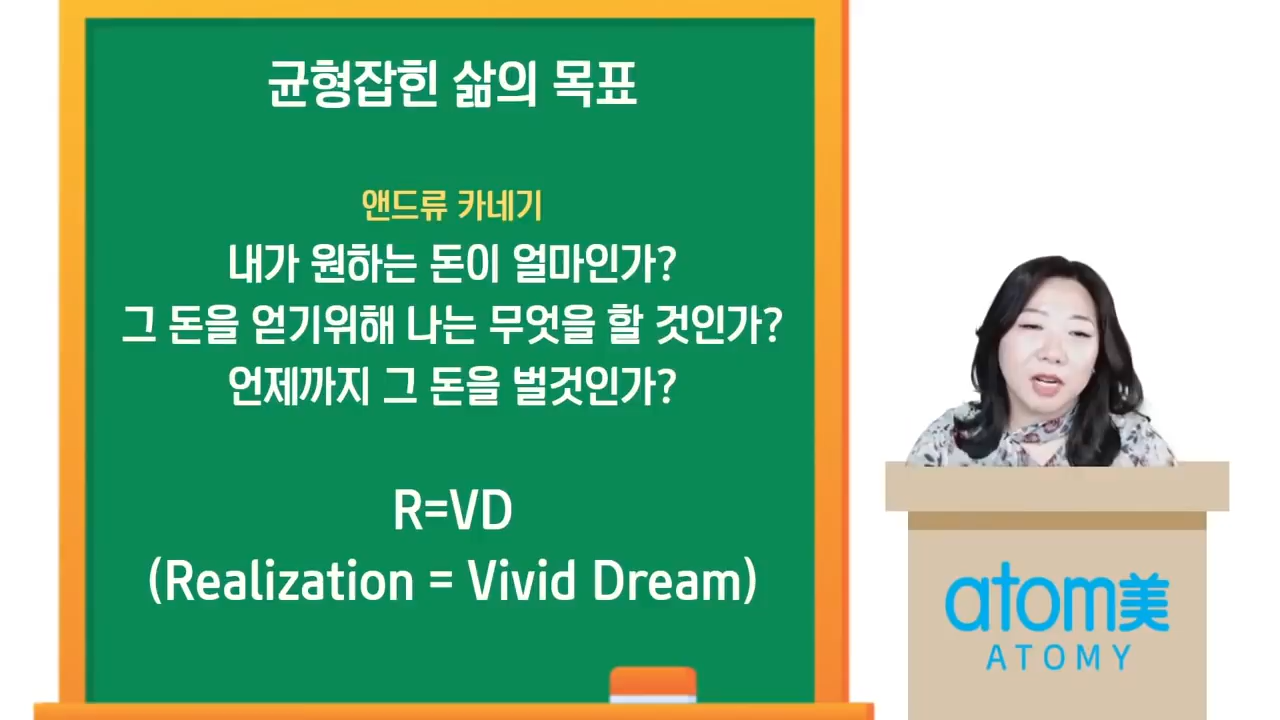 균형잡힌 삶의 목표
앤드류 카네기
내가 원하는 돈이 얼마인가?
그 돈을 얻기위해 나는 무엇을 할 것인가?
언제까지 그 돈을 벌것인가?
R=VD
(Realization = Vivid Dream)
atom美
ATOMY